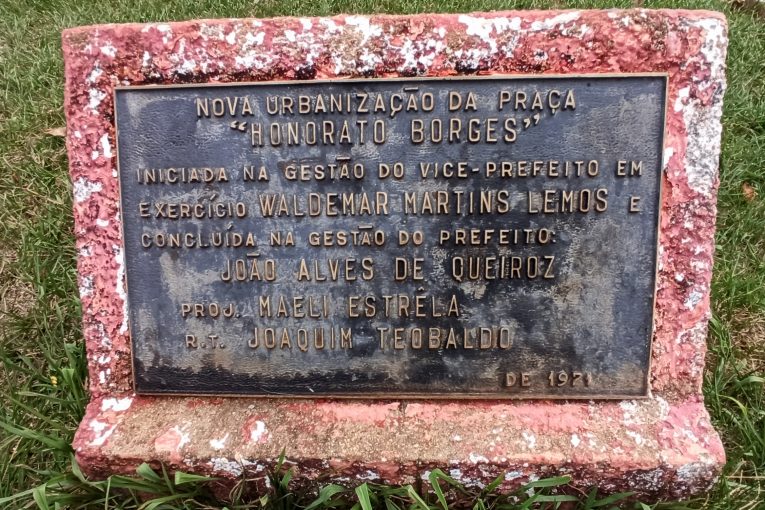 NOVA URBANIZAÇÃO DA PRAÇA
"HONORATO BORGES"
INICIADA NA GESTÃO DO VICE-PREFEITO EM
EXERCÍCIO WALDEMAR MARTINS LEMOS E
CONCLUÍDA NA GESTÃO DO PREFEITO:
JOÃO ALVES DE QUEIROZ
PROJ. MAELI ESTRÊLA
R.T. JOAQUIM TEOBALDO
DE 1971